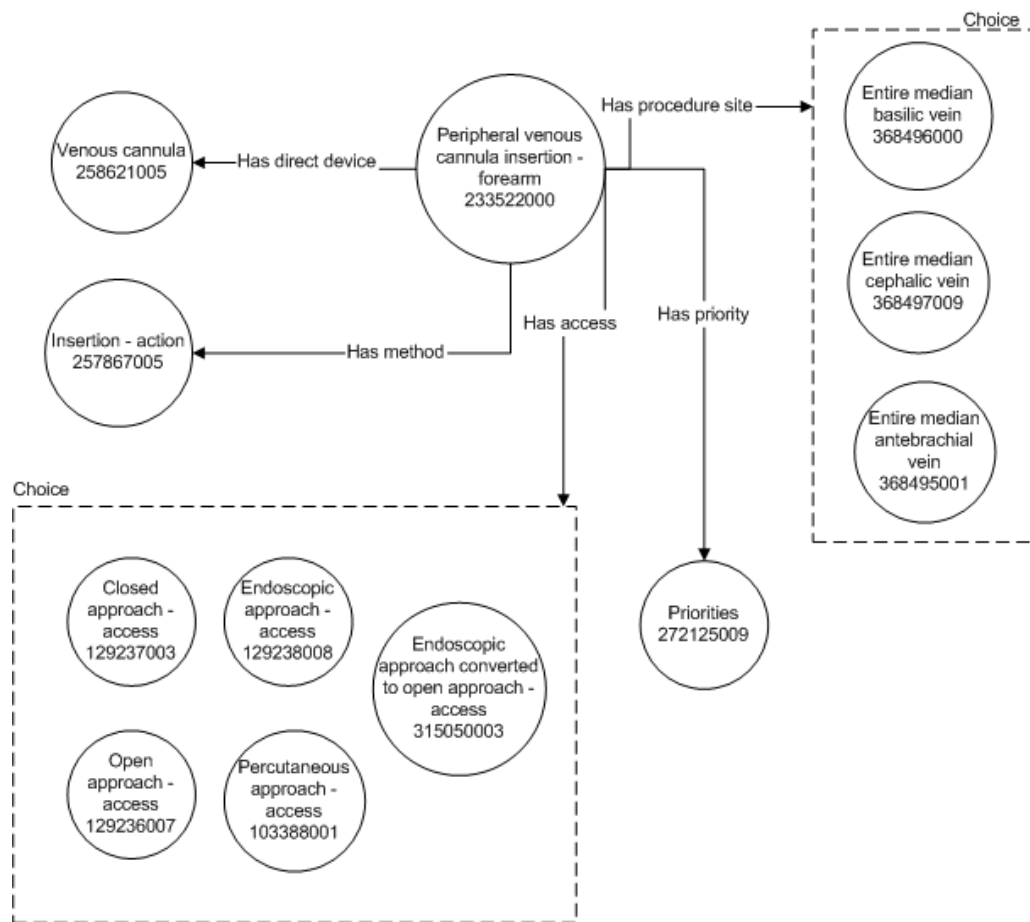 Choice
Entire median
basilic vein
368496000
Entire median
cephalic vein
368497009
Entire median
antebrachial
vein
368495001
Has procedure site
Peripheral venous
cannula insertion -
forearm
233522000
Has direct device
Venous cannula
258621005
Insertion - action
257867005
Has method
Has access
Has priority
Priorities
272125009
Choice
Closed
approach -
access
129237003
Endoscopic
approach -
access
129238008
Endoscopic
approach converted
to open approach -
access
315050003
Open
approach -
access
129236007
Percutaneous
approach -
access
103388001